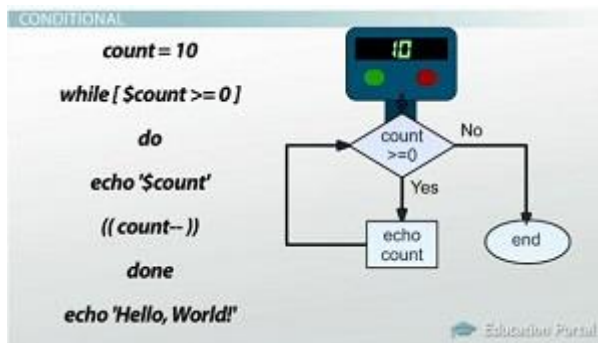 CONDITIONAL
count = 10
while [ $count >= 0 ]
do
echo '$count'
(( count-- ))
done
echo 'Hello, World!'
10
count
>=0
No
Yes
echo
count
end
Education Portal